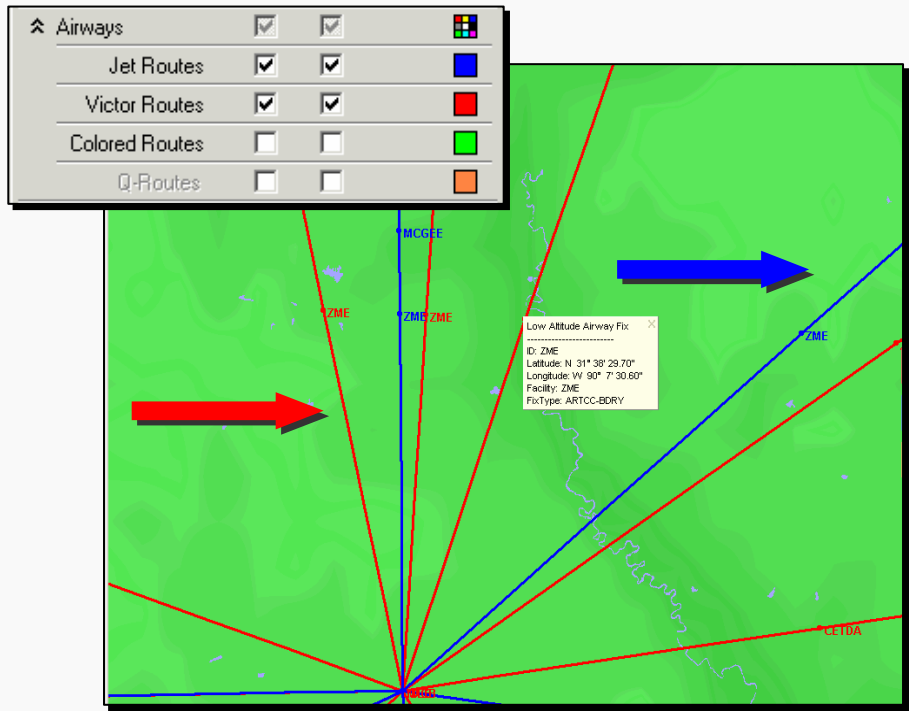 Airways
Jet Routes
Victor Routes
Colored Routes
Q-Routes
MCGEE
ZME
ZME
ZME
ZME
Low Altitude Airway Fix
-------------------------
ID: ZME
Latitude: N 31° 38' 29.70"
Longitude: W 90° 7' 30.60"
Facility: ZME
FixType: ARTCC-BDRY
X
CETDA